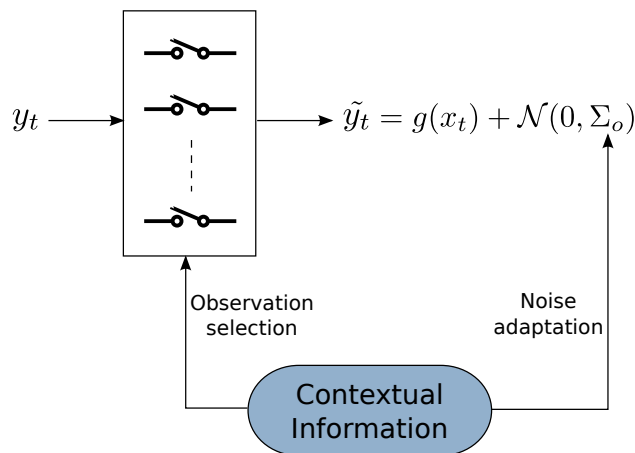 y_t
ỹ_t = g(x_t) + 𝒩(0, Σ_o)
Observation
selection
Noise
adaptation
Contextual
Information